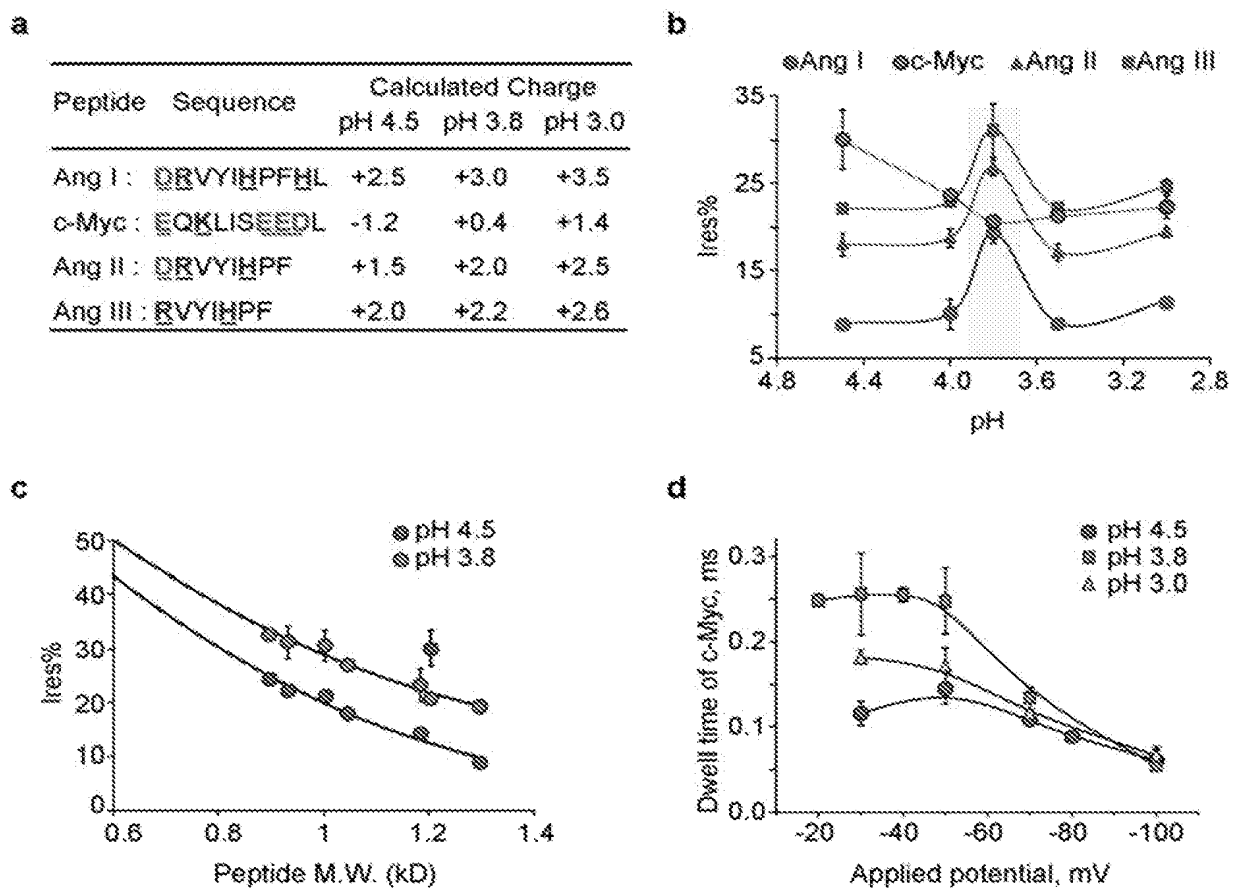 a
Peptide Sequence Calculated Charge
pH 4.5 pH 3.8 pH 3.0
Ang I : DRVYIHPFHL +2.5 +3.0 +3.5
c-Myc : EQKLISEEDL -1.2 +0.4 +1.4
Ang II : DRVYIHPF +1.5 +2.0 +2.5
Ang III : RVYIHPF +2.0 +2.2 +2.6
b
Ang I c-Myc Ang II Ang III
Ires%
35
25
15
5
4.8 4.4 4.0 3.6 3.2 2.8
pH
c
pH 4.5
pH 3.8
Ires%
50
40
30
20
10
0
0.6 0.8 1 1.2 1.4
Peptide M.W. (kD)
d
pH 4.5
pH 3.8
pH 3.0
Dwell time of c-Myc, ms
0.3
0.2
0.1
0.0
-20 -40 -60 -80 -100
Applied potential, mV